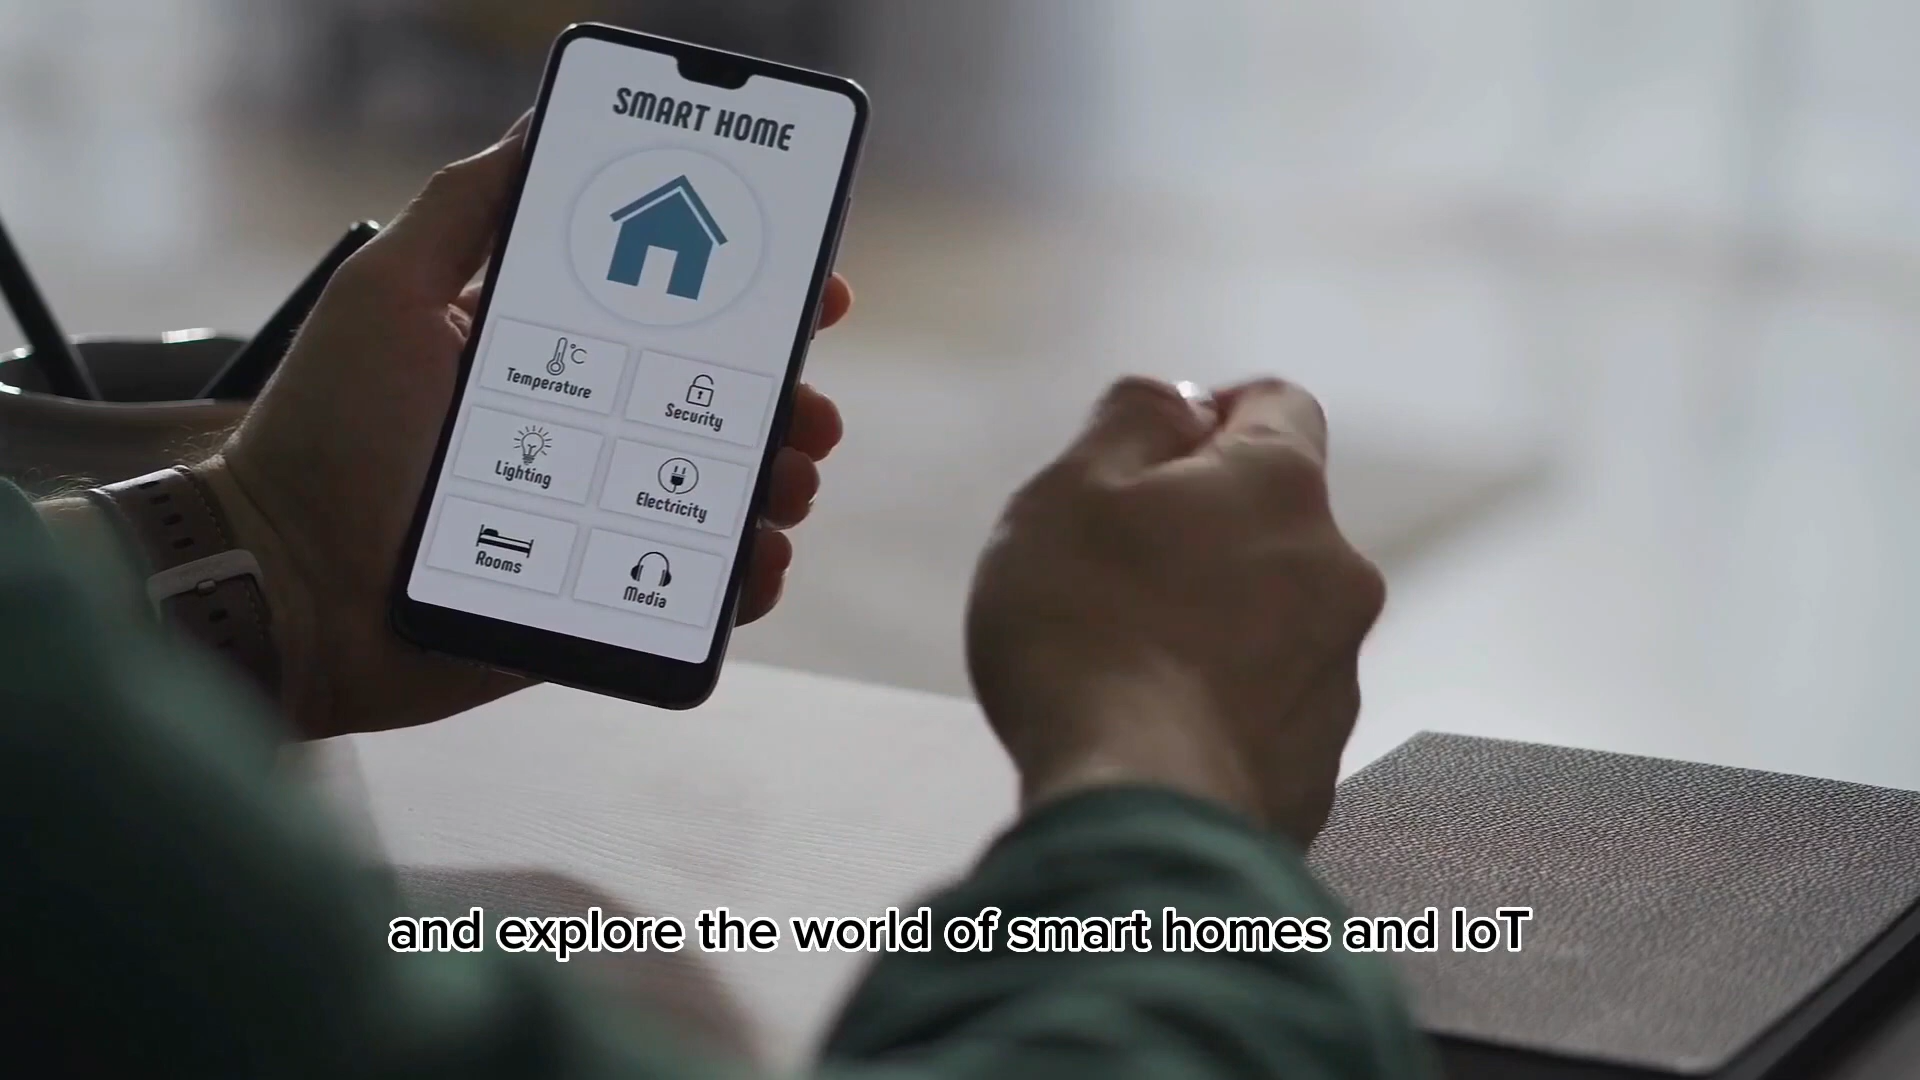 SMART HOME
°C
Temperature
Security
Lighting
Electricity
Rooms
Media
and explore the world of smart homes and IoT